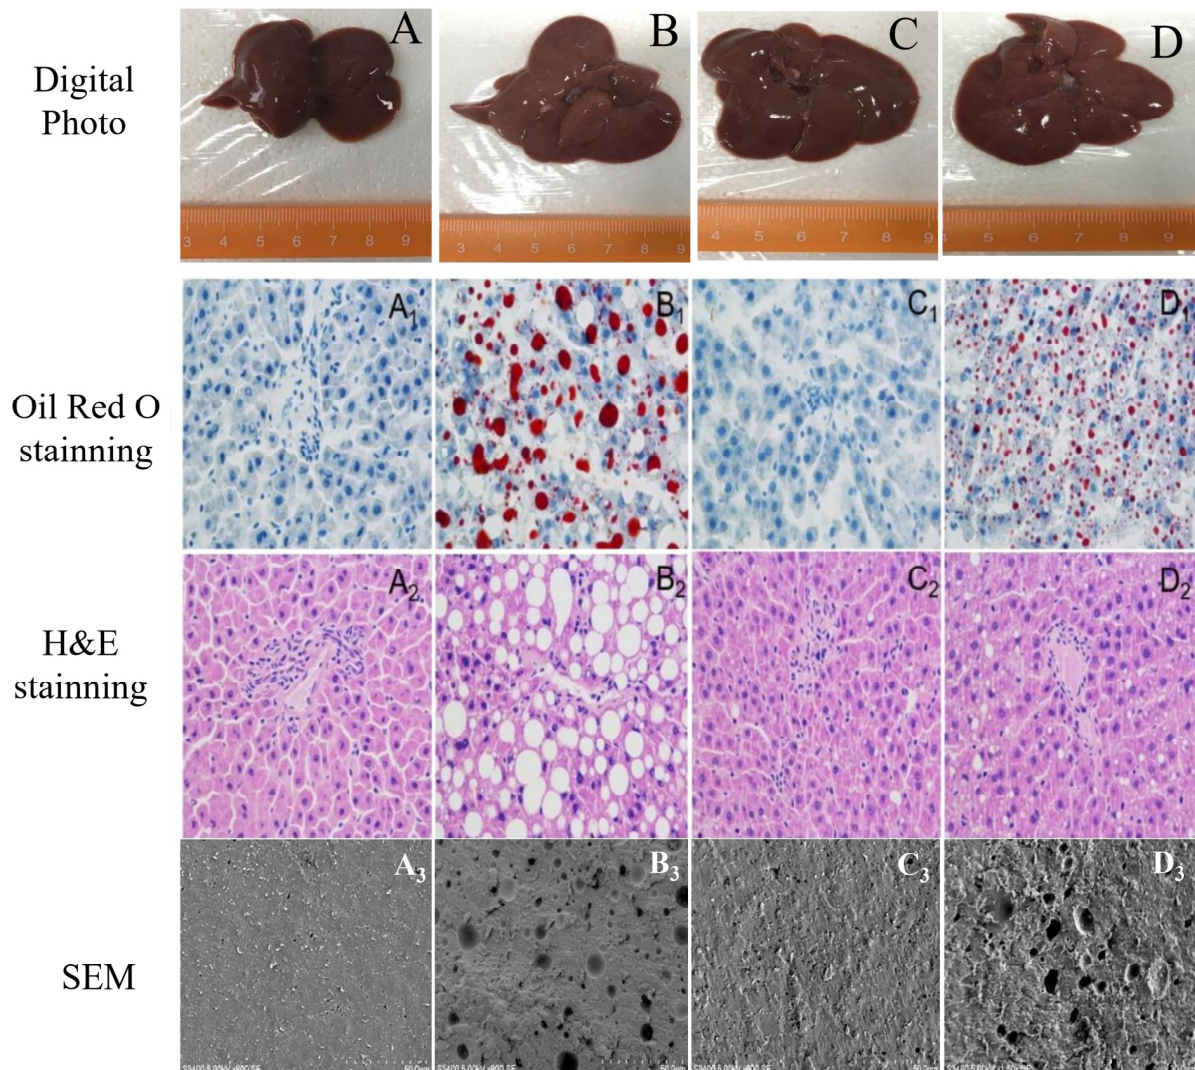 Digital
Photo
A
B
C
D
3 4 5 6 7 8 9
3 4 5 6 7 8 9
4 5 6 7 8 9
5 6 7 8 9
Oil Red O
stainning
A₁
B₁
C₁
D₁
H&E
stainning
A₂
B₂
C₂
D₂
SEM
A₃
B₃
C₃
D₃